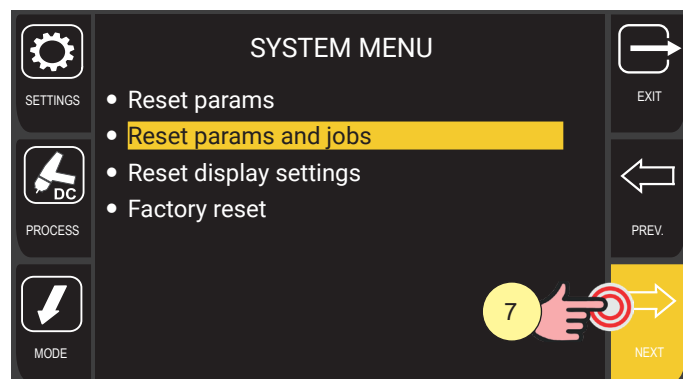 SYSTEM MENU
SETTINGS
PROCESS
DC
MODE
• Reset params
• Reset params and jobs
• Reset display settings
• Factory reset
7
EXIT
PREV.
NEXT